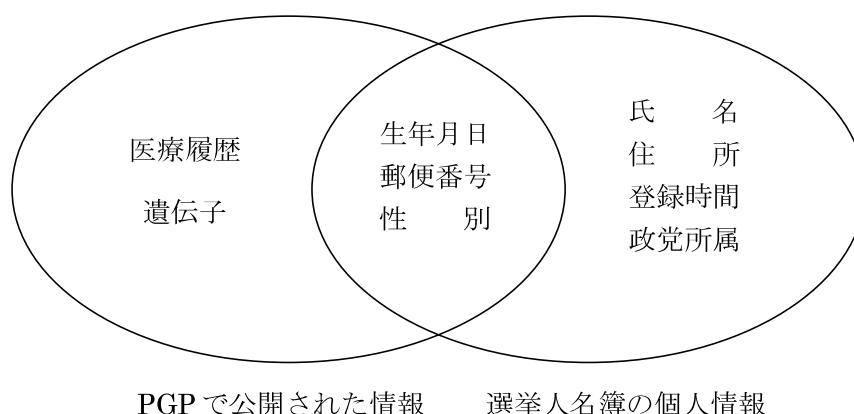 医療履歴
遺伝子
生年月日
郵便番号
性　　別
氏　　名
住　　所
登録時間
政党所属
PGP で公開された情報
選挙人名簿の個人情報